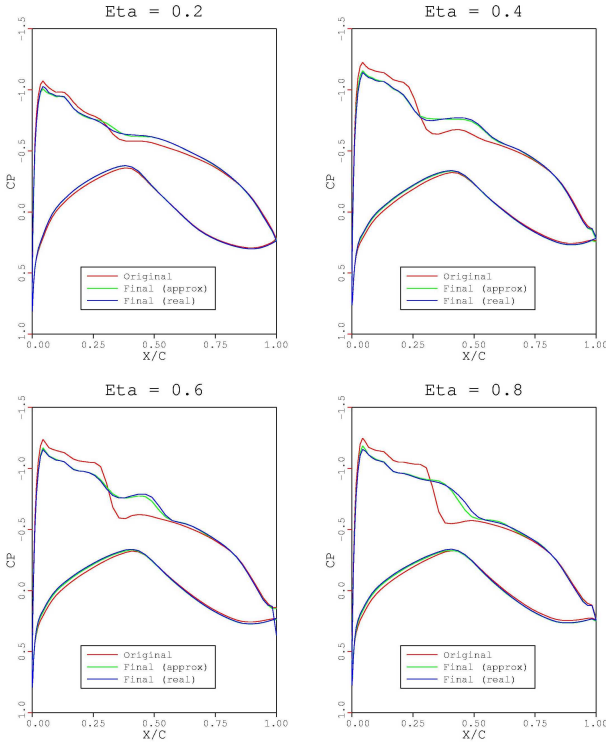 Eta = 0.2
-1.5
-1.0
-0.5
0.0
0.5
1.0
CP
Original
Final (approx)
Final (real)
0.00 0.25 0.50 0.75 1.00
X/C
Eta = 0.4
-1.5
-1.0
-0.5
0.0
0.5
1.0
CP
Original
Final (approx)
Final (real)
0.00 0.25 0.50 0.75 1.00
X/C
Eta = 0.6
-1.5
-1.0
-0.5
0.0
0.5
1.0
CP
Original
Final (approx)
Final (real)
0.00 0.25 0.50 0.75 1.00
X/C
Eta = 0.8
-1.5
-1.0
-0.5
0.0
0.5
1.0
CP
Original
Final (approx)
Final (real)
0.00 0.25 0.50 0.75 1.00
X/C